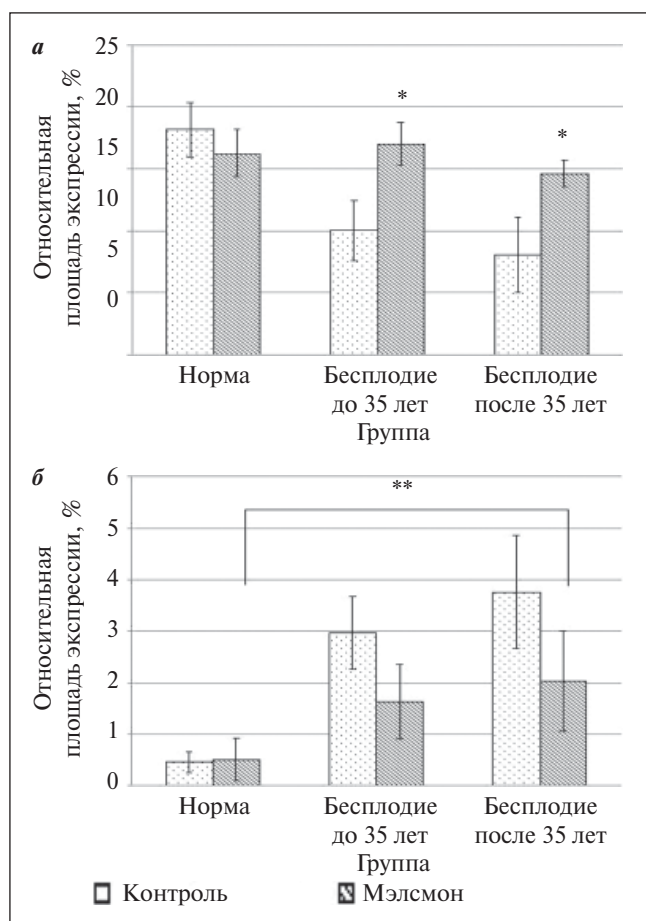 а
Относительная
площадь экспрессии, %
25
20
15
10
5
0
*
*
Норма
Бесплодие
до 35 лет
Бесплодие
после 35 лет
Группа
б
Относительная
площадь экспрессии, %
6
5
4
3
2
1
0
**
Норма
Бесплодие
до 35 лет
Бесплодие
после 35 лет
Группа
Контроль
Мэлсмон